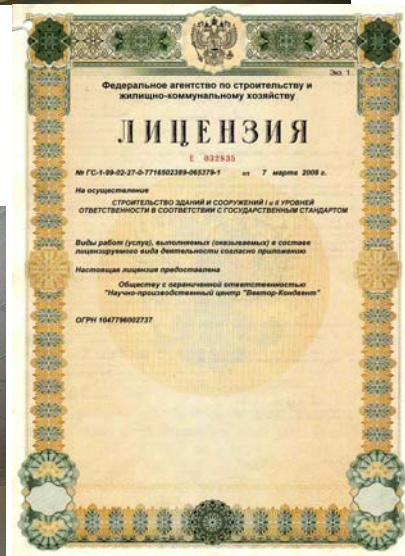 Экз. 1
Федеральное агентство по строительству и
жилищно-коммунальному хозяйству
ЛИЦЕНЗИЯ
Е 032835
№ ГС-1-99-02-27-0-7716502389-065379-1 от 7 марта 2008 г.
На осуществление
СТРОИТЕЛЬСТВО ЗДАНИЙ И СООРУЖЕНИЙ I и II УРОВНЕЙ
ОТВЕТСТВЕННОСТИ В СООТВЕТСТВИИ С ГОСУДАРСТВЕННЫМ СТАНДАРТОМ
Виды работ (услуг), выполняемых (оказываемых) в составе
лицензируемого вида деятельности согласно приложению
Настоящая лицензия предоставлена
Обществу с ограниченной ответственностью
"Научно-производственный центр "Вектор-Кондвент"
ОГРН 1047796002737